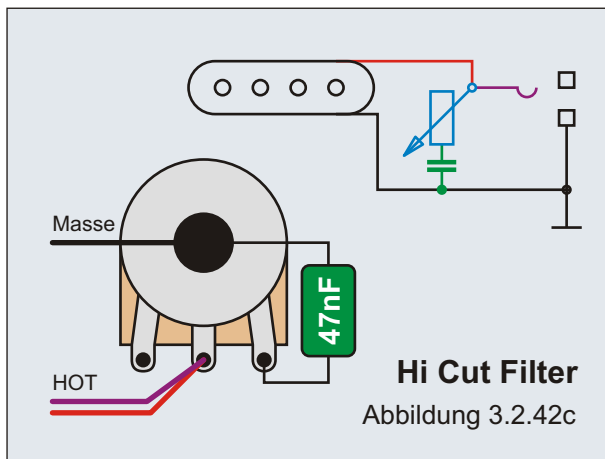 Masse
47nF
HOT
Hi Cut Filter
Abbildung 3.2.42c